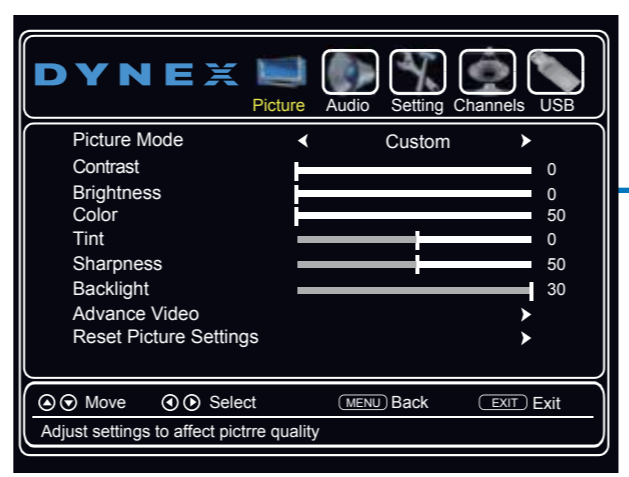 DYNEX
Picture Audio Setting Channels USB
Picture Mode Custom
Contrast 0
Brightness 0
Color 50
Tint 0
Sharpness 50
Backlight 30
Advance Video
Reset Picture Settings
Move Select MENU Back EXIT Exit
Adjust settings to affect pictrre quality